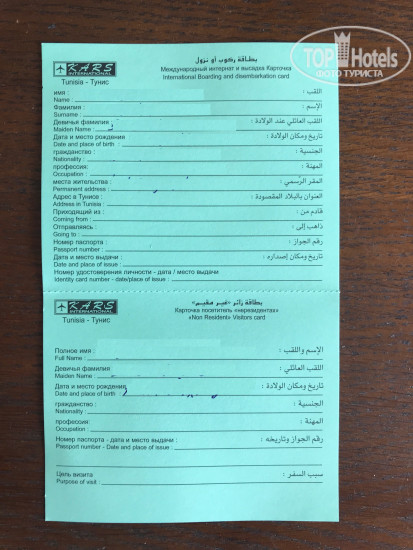 TOP Hotels
ФОТО ТУРИСТА
KARS
INTERNATIONAL
Tunisia - Тунис
بطاقة ركوب أو نزول
Международный интернат и высадка Карточка
International Boarding and disembarkation card
имя : اللقب :
Name :
Фамилия : الإسم :
Surname :
Девичья фамилия : اللقب العائلي عند الولادة :
Maiden Name :
Дата и место рождения تاريخ ومكان الولادة :
Date and place of birth :
гражданство : الجنسية :
Nationality :
профессия: المهنة :
Occupation :
места жительства : المقر الرسمي :
Permanent address :
Адрес а Тунисе : العنوان بالبلاد المقصودة :
Address in Tunisia :
Приходящий из : قادم من :
Coming from :
Отправляясь : ذاهب إلى :
Going to :
Номер паспорта : رقم الجواز :
Passport number :
Дата и место выдачи : تاريخ ومكان إصداره :
Date and place of issue :
Номер удостоверения личности - дата / место выдачи
Identity card number - date/place of issue :
KARS
INTERNATIONAL
Tunisia - Тунис
بطاقة زائر «غير مقيم»
Карточка посетитель «нерезидентах»
«Non Resident» Visitors card
Полное имя : الإسم واللقب :
Full Name :
Девичья фамилия اللقب العائلي :
Maiden Name :
Дата и место рождения تاريخ ومكان الولادة :
Date and place of birth :
гражданство : الجنسية :
Nationality :
профессия: المهنة :
Occupation :
Номер паспорта - дата и место выдачи : رقم الجواز وتاريخه :
Passport number - Date and place of issue :
Цель визита سبب السفر :
Purpose of visit :